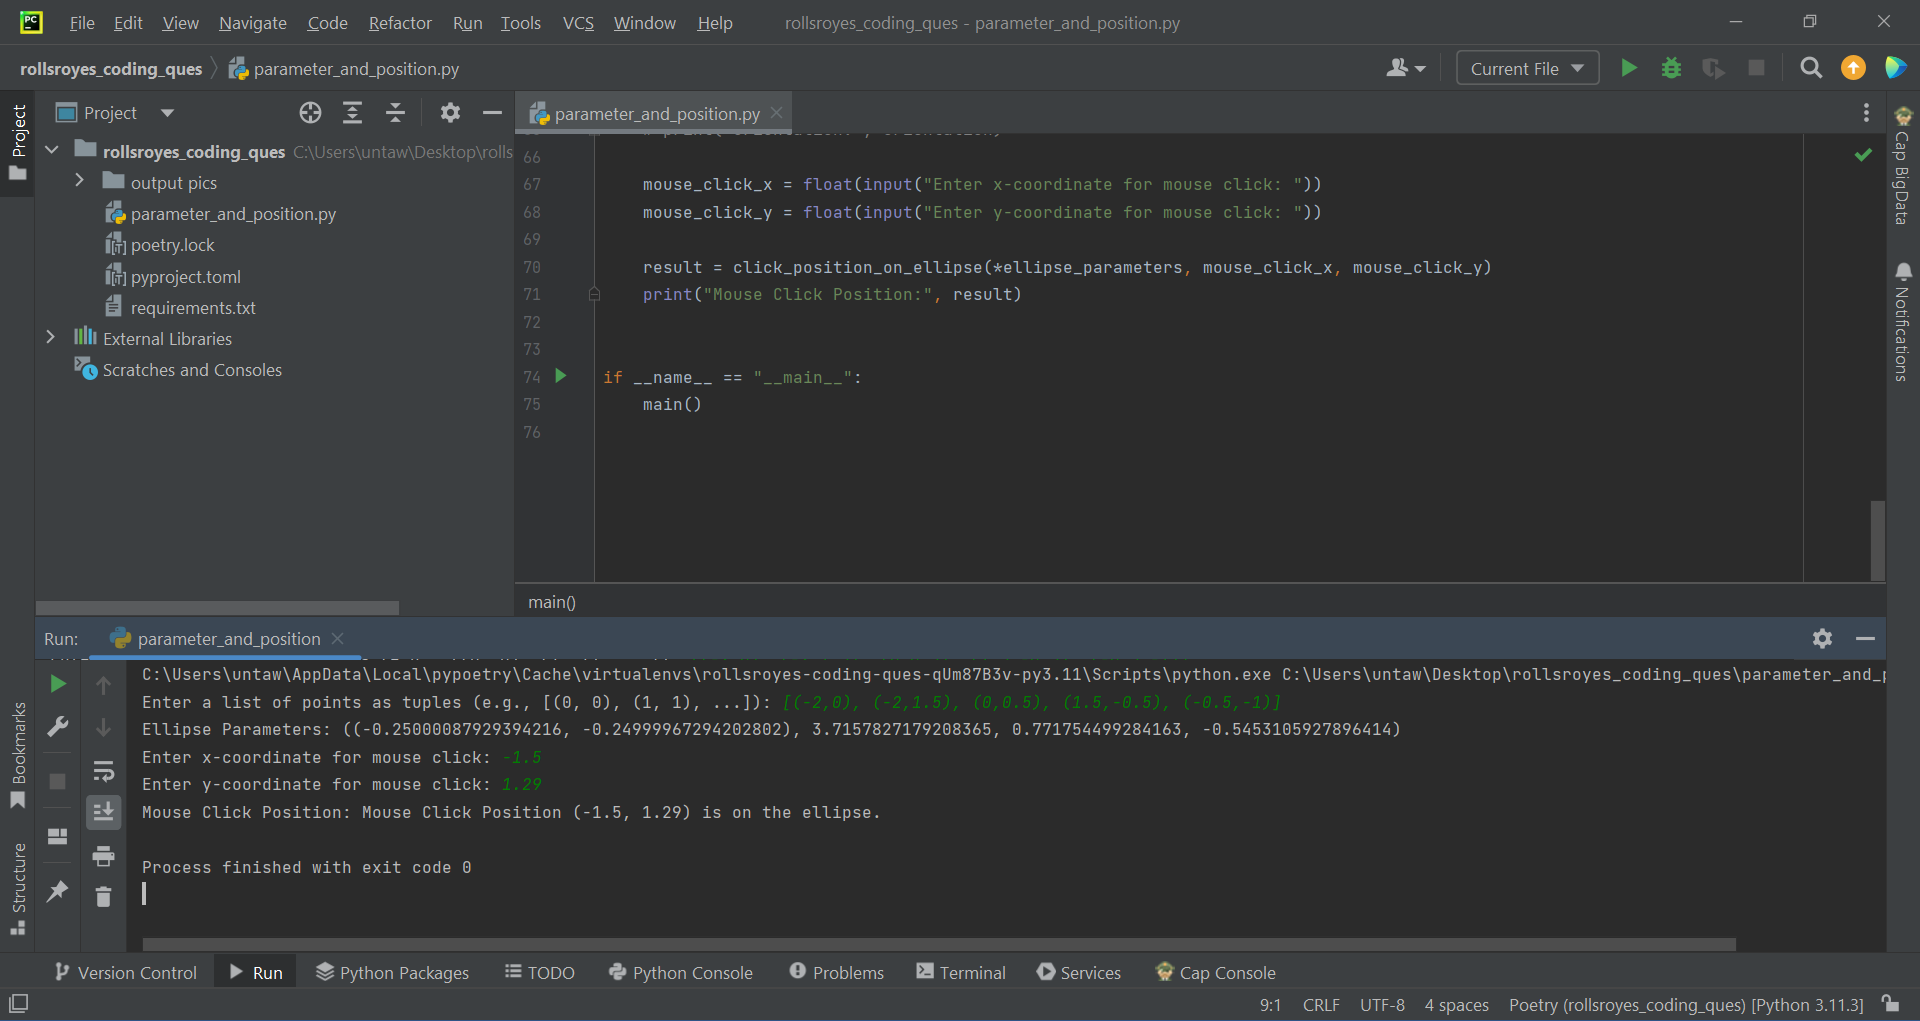 PC File Edit View Navigate Code Refactor Run Tools VCS Window Help rollsroyes_coding_ques - parameter_and_position.py
rollsroyes_coding_ques parameter_and_position.py Current File
Project
Project
rollsroyes_coding_ques C:\Users\untaw\Desktop\rolls
output pics
parameter_and_position.py
poetry.lock
pyproject.toml
requirements.txt
External Libraries
Scratches and Consoles
parameter_and_position.py
66
67 mouse_click_x = float(input("Enter x-coordinate for mouse click: "))
68 mouse_click_y = float(input("Enter y-coordinate for mouse click: "))
69
70 result = click_position_on_ellipse(*ellipse_parameters, mouse_click_x, mouse_click_y)
71 print("Mouse Click Position:", result)
72
73
74 if __name__ == "__main__":
75 main()
76
main()
Cap BigData
Notifications
Run: parameter_and_position
C:\Users\untaw\AppData\Local\pypoetry\Cache\virtualenvs\rollsroyes-coding-ques-qUm87B3v-py3.11\Scripts\python.exe C:\Users\untaw\Desktop\rollsroyes_coding_ques\parameter_and_p
Enter a list of points as tuples (e.g., [(0, 0), (1, 1), ...]): [(-2,0), (-2,1.5), (0,0.5), (1.5,-0.5), (-0.5,-1)]
Ellipse Parameters: ((-0.25000087929394216, -0.24999967294202802), 3.7157827179208365, 0.771754499284163, -0.5453105927896414)
Enter x-coordinate for mouse click: -1.5
Enter y-coordinate for mouse click: 1.29
Mouse Click Position: Mouse Click Position (-1.5, 1.29) is on the ellipse.
Process finished with exit code 0
Bookmarks
Structure
Version Control Run Python Packages TODO Python Console Problems Terminal Services Cap Console
9:1 CRLF UTF-8 4 spaces Poetry (rollsroyes_coding_ques) [Python 3.11.3]